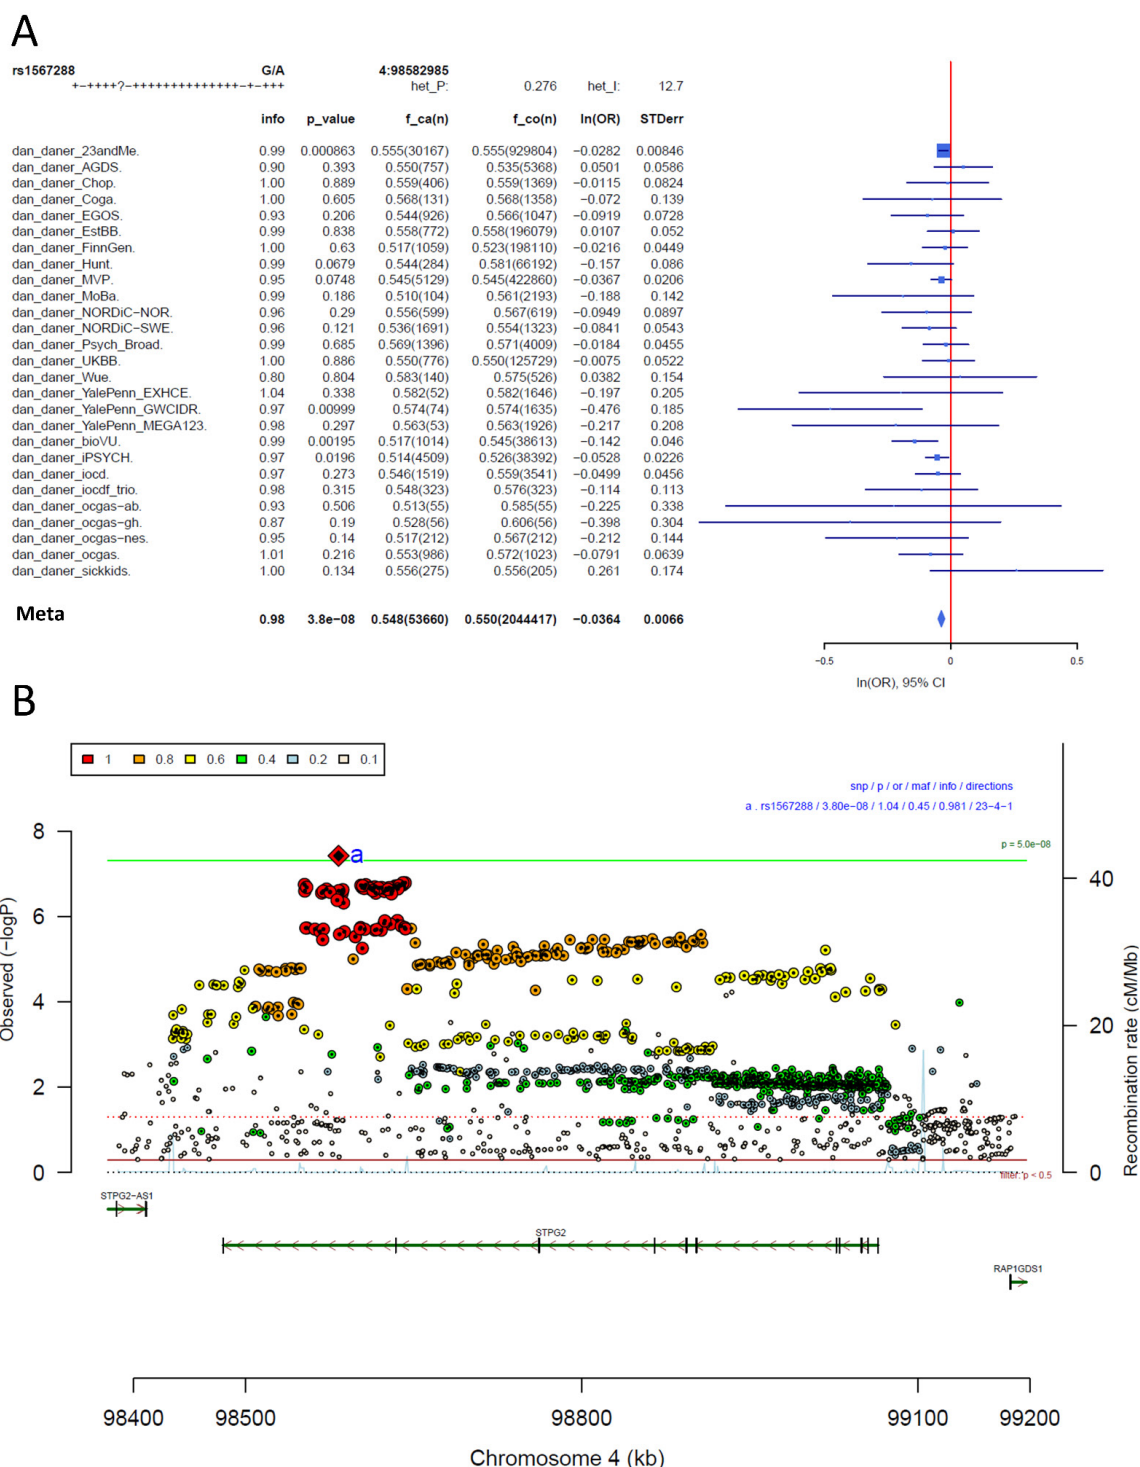 A
rs1567288 G/A 4:98582985
+−++++?−++++++++++++++−+−+++ het_P: 0.276 het_I: 12.7
info p_value f_ca(n) f_co(n) ln(OR) STDerr
dan_daner_23andMe. 0.99 0.000863 0.555(30167) 0.555(929804) −0.0282 0.00846
dan_daner_AGDS. 0.90 0.393 0.550(757) 0.535(5368) 0.0501 0.0586
dan_daner_Chop. 1.00 0.889 0.559(406) 0.559(1369) −0.0115 0.0824
dan_daner_Coga. 1.00 0.605 0.568(131) 0.568(1358) −0.072 0.139
dan_daner_EGOS. 0.93 0.206 0.544(926) 0.566(1047) −0.0919 0.0728
dan_daner_EstBB. 0.99 0.838 0.558(772) 0.558(196079) 0.0107 0.052
dan_daner_FinnGen. 1.00 0.63 0.517(1059) 0.523(198110) −0.0216 0.0449
dan_daner_Hunt. 0.99 0.0679 0.544(284) 0.581(66192) −0.157 0.086
dan_daner_MVP. 0.95 0.0748 0.545(5129) 0.545(422860) −0.0367 0.0206
dan_daner_MoBa. 0.99 0.186 0.510(104) 0.561(2193) −0.188 0.142
dan_daner_NORDiC−NOR. 0.96 0.29 0.556(599) 0.567(619) −0.0949 0.0897
dan_daner_NORDiC−SWE. 0.96 0.121 0.536(1691) 0.554(1323) −0.0841 0.0543
dan_daner_Psych_Broad. 0.99 0.685 0.569(1396) 0.571(4009) −0.0184 0.0455
dan_daner_UKBB. 1.00 0.886 0.550(776) 0.550(125729) −0.0075 0.0522
dan_daner_Wue. 0.80 0.804 0.583(140) 0.575(526) 0.0382 0.154
dan_daner_YalePenn_EXHCE. 1.04 0.338 0.582(52) 0.582(1646) −0.197 0.205
dan_daner_YalePenn_GWCIDR. 0.97 0.00999 0.574(74) 0.574(1635) −0.476 0.185
dan_daner_YalePenn_MEGA123. 0.98 0.297 0.563(53) 0.563(1926) −0.217 0.208
dan_daner_bioVU. 0.99 0.00195 0.517(1014) 0.545(38613) −0.142 0.046
dan_daner_iPSYCH. 0.97 0.0196 0.514(4509) 0.526(38392) −0.0528 0.0226
dan_daner_iocd. 0.97 0.273 0.546(1519) 0.559(3541) −0.0499 0.0456
dan_daner_iocdf_trio. 0.98 0.315 0.548(323) 0.576(323) −0.114 0.113
dan_daner_ocgas−ab. 0.93 0.506 0.513(55) 0.585(55) −0.225 0.338
dan_daner_ocgas−gh. 0.87 0.19 0.528(56) 0.606(56) −0.398 0.304
dan_daner_ocgas−nes. 0.95 0.14 0.517(212) 0.567(212) −0.212 0.144
dan_daner_ocgas. 1.01 0.216 0.553(986) 0.572(1023) −0.0791 0.0639
dan_daner_sickkids. 1.00 0.134 0.556(275) 0.556(205) 0.261 0.174
Meta 0.98 3.8e−08 0.548(53660) 0.550(2044417) −0.0364 0.0066
−0.5 0 0.5
ln(OR), 95% CI
B
1 0.8 0.6 0.4 0.2 0.1
snp / p / or / maf / info / directions
a . rs1567288 / 3.80e−08 / 1.04 / 0.45 / 0.981 / 23−4−1
p = 5.0e−08
a
8
6
4
2
0
Observed (−logP)
40
20
0
Recombination rate (cM/Mb)
filter: p < 0.5
STPG2−AS1
STPG2
RAP1GDS1
98400 98500 98800 99100 99200
Chromosome 4 (kb)